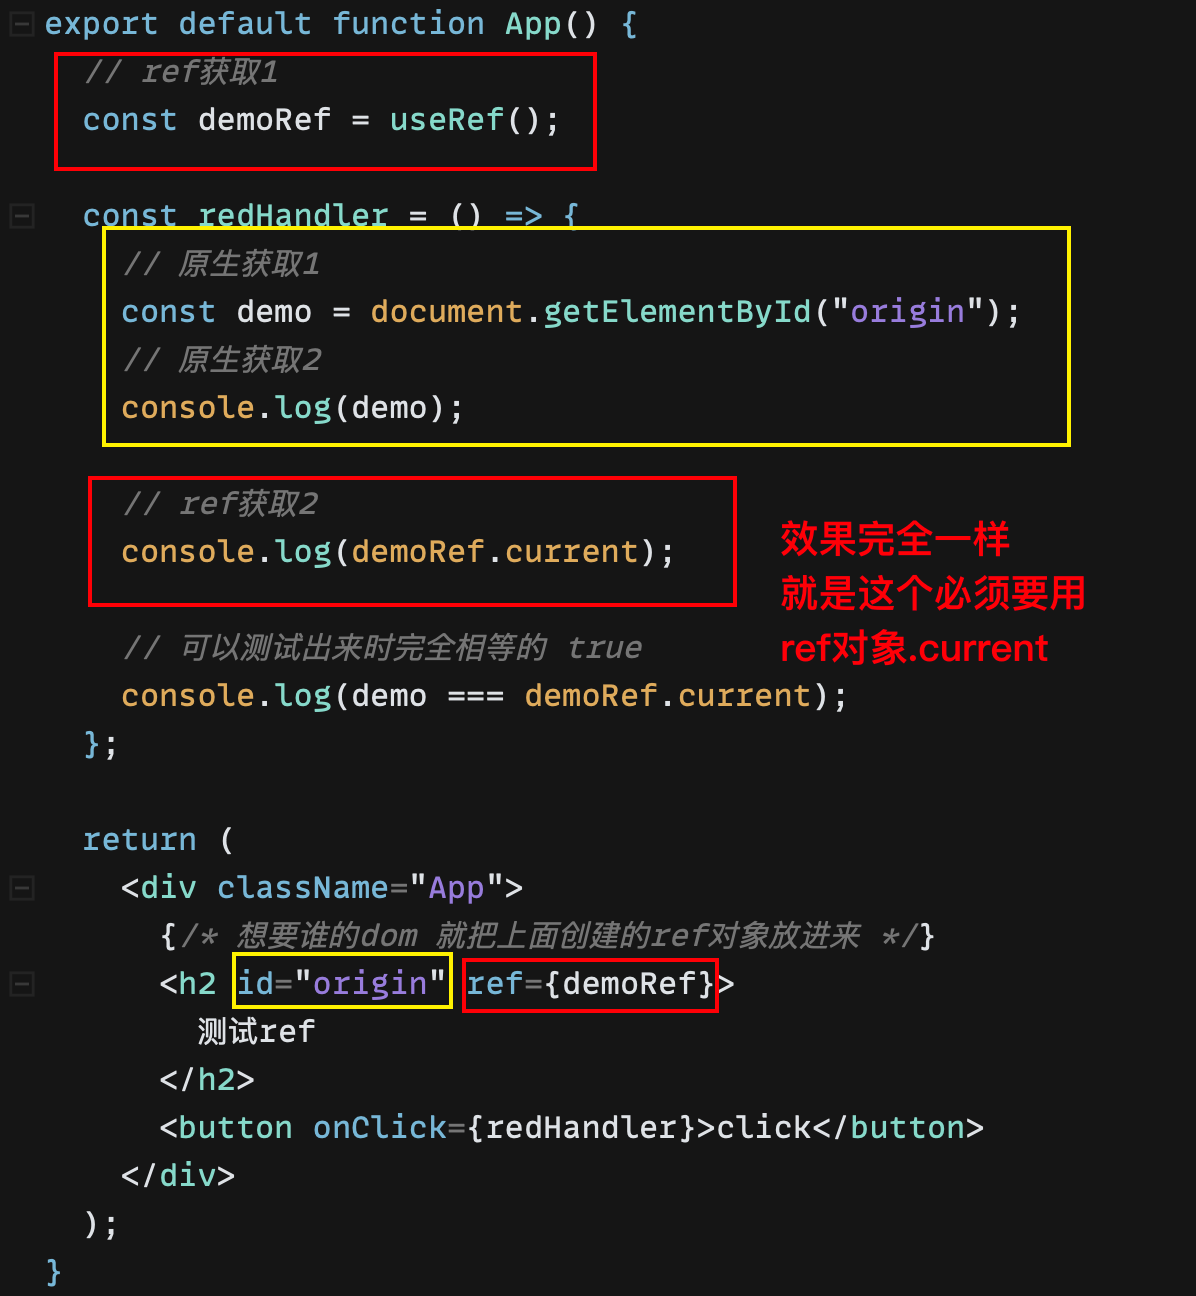 export default function App() {
// ref获取1
const demoRef = useRef();
const redHandler = () => {
// 原生获取1
const demo = document.getElementById("origin");
// 原生获取2
console.log(demo);
// ref获取2
console.log(demoRef.current);
效果完全一样
就是这个必须要用
ref对象.current
// 可以测试出来时完全相等的 true
console.log(demo === demoRef.current);
};
return (
<div className="App">
{/* 想要谁的dom 就把上面创建的ref对象放进来 */}
<h2 id="origin" ref={demoRef}>
测试ref
</h2>
<button onClick={redHandler}>click</button>
</div>
);
}